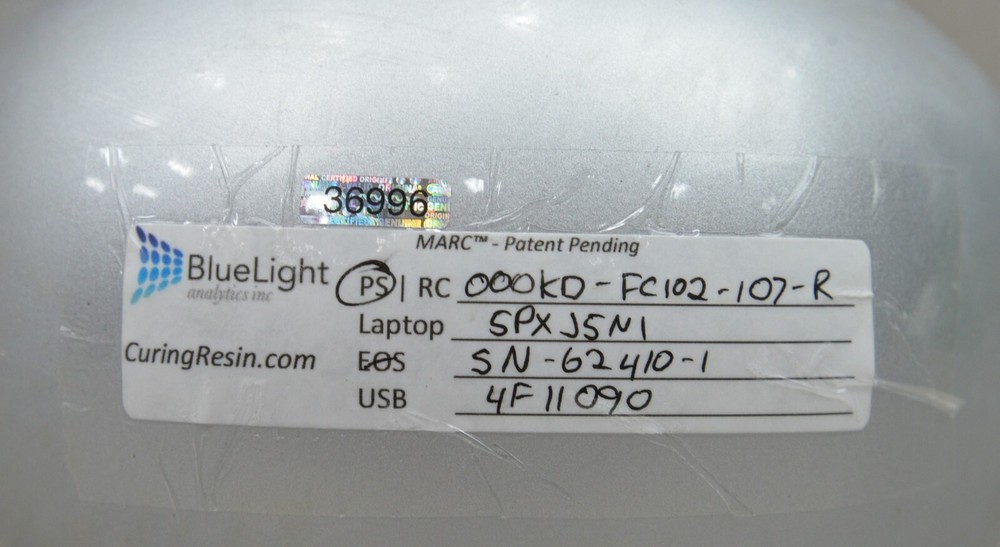 36996
MARC™ - Patent Pending
BlueLight
analytics inc
PS | RC 000KD-FC102-107-R
Laptop 5PXJ5N1
CuringResin.com
EOS SN-62410-1
USB 4F11090